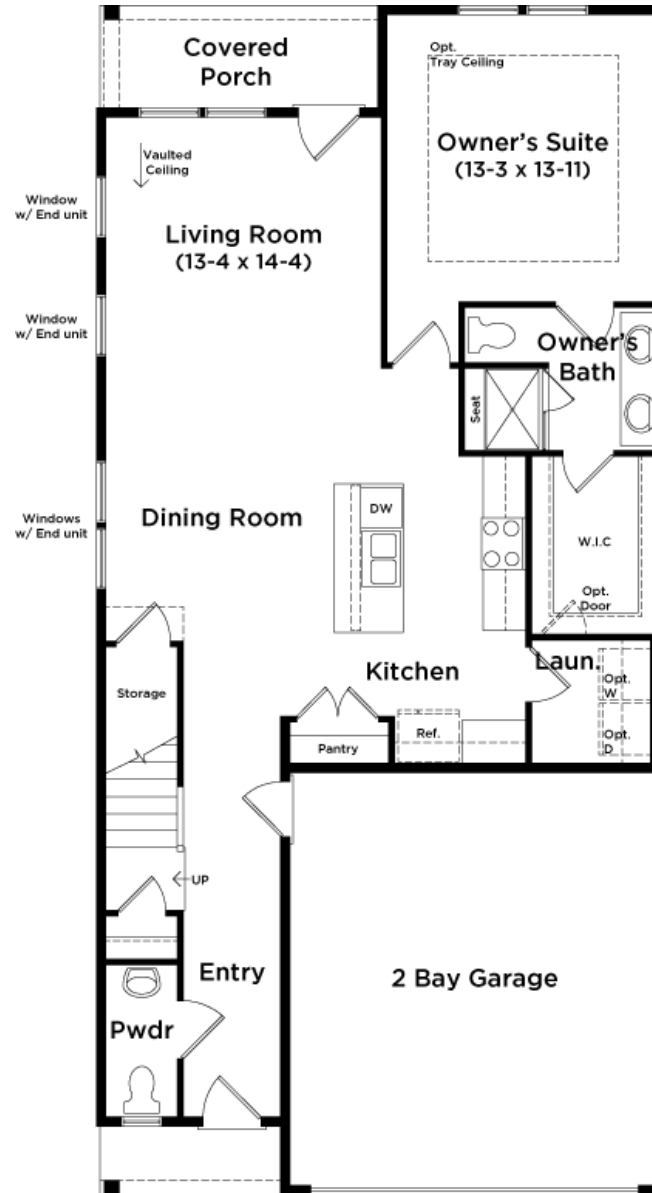 Covered
Porch
Opt.
Tray Ceiling
Owner's Suite
(13-3 x 13-11)
Vaulted
Ceiling
Window
w/ End unit
Living Room
(13-4 x 14-4)
Window
w/ End unit
Owner's
Bath
Seat
Windows
w/ End unit
Dining Room
DW
W.I.C
Opt.
Door
Kitchen
Laun.
Storage
Opt.
W
Pantry
Ref.
Opt.
D
UP
Entry
2 Bay Garage
Pwdr